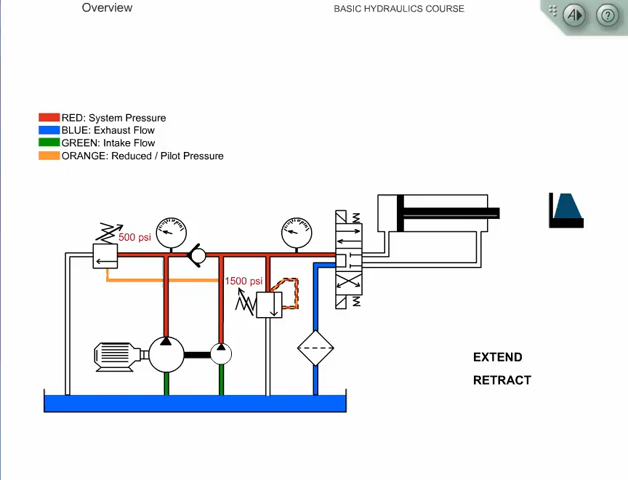 Overview
BASIC HYDRAULICS COURSE
A
?
RED: System Pressure
BLUE: Exhaust Flow
GREEN: Intake Flow
ORANGE: Reduced / Pilot Pressure
500 psi
1500 psi
EXTEND
RETRACT